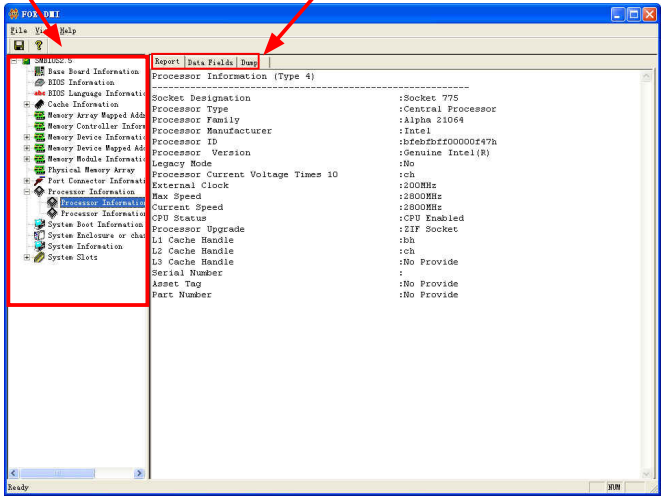 FOX DMI
File View Help
SMBIOS2.5
Base Board Information
BIOS Information
BIOS Language Informatic
Cache Information
Memory Array Mapped Addr
Memory Controller Inform
Memory Device Informatic
Memory Device Mapped Add
Memory Module Informatic
Physical Memory Array
Port Connector Informati
Processor Information
Processor Information
Processor Information
System Boot Information
System Enclosure or chas
System Information
System Slots
Report Data Fields Dump
Processor Information (Type 4)
Socket Designation :Socket 775
Processor Type :Central Processor
Processor Family :Alpha 21064
Processor Manufacturer :Intel
Processor ID :bfebfbff00000f47h
Processor Version :Genuine Intel(R)
Legacy Mode :No
Processor Current Voltage Times 10 :ch
External Clock :200MHz
Max Speed :2800MHz
Current Speed :2800MHz
CPU Status :CPU Enabled
Processor Upgrade :ZIF Socket
L1 Cache Handle :bh
L2 Cache Handle :ch
L3 Cache Handle :No Provide
Serial Number :
Asset Tag :No Provide
Part Number :No Provide
Ready NUM